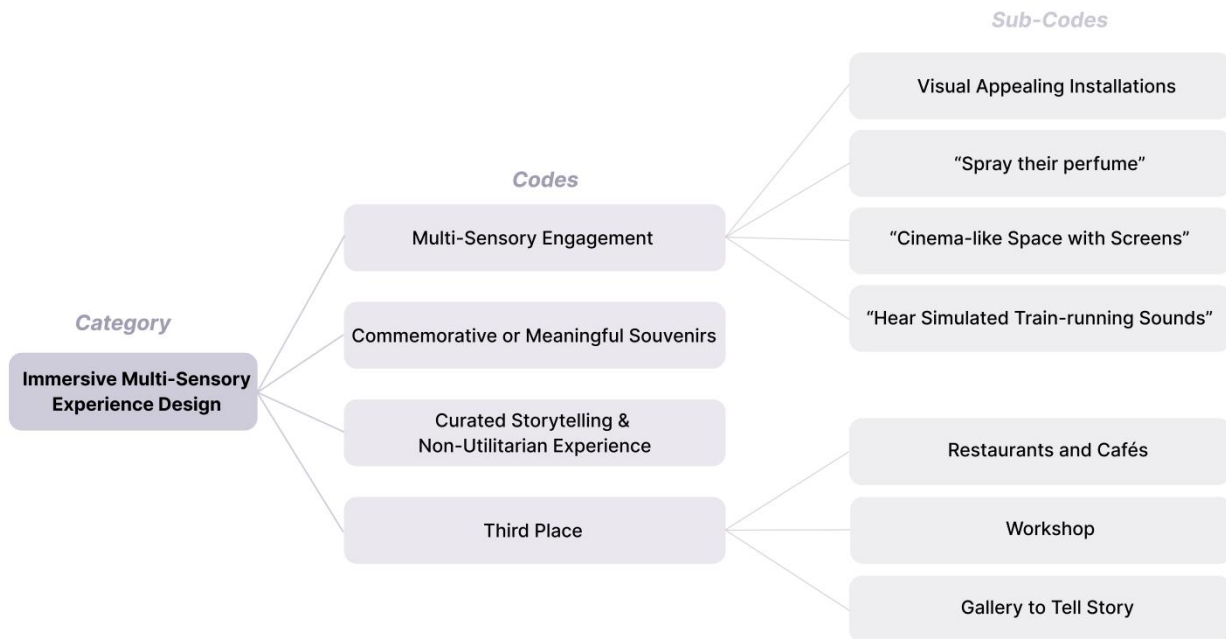 Sub-Codes
Visual Appealing Installations
“Spray their perfume”
Codes
Multi-Sensory Engagement
“Cinema-like Space with Screens”
“Hear Simulated Train-running Sounds”
Category
Commemorative or Meaningful Souvenirs
Immersive Multi-Sensory
Experience Design
Curated Storytelling &
Non-Utilitarian Experience
Restaurants and Cafés
Third Place
Workshop
Gallery to Tell Story